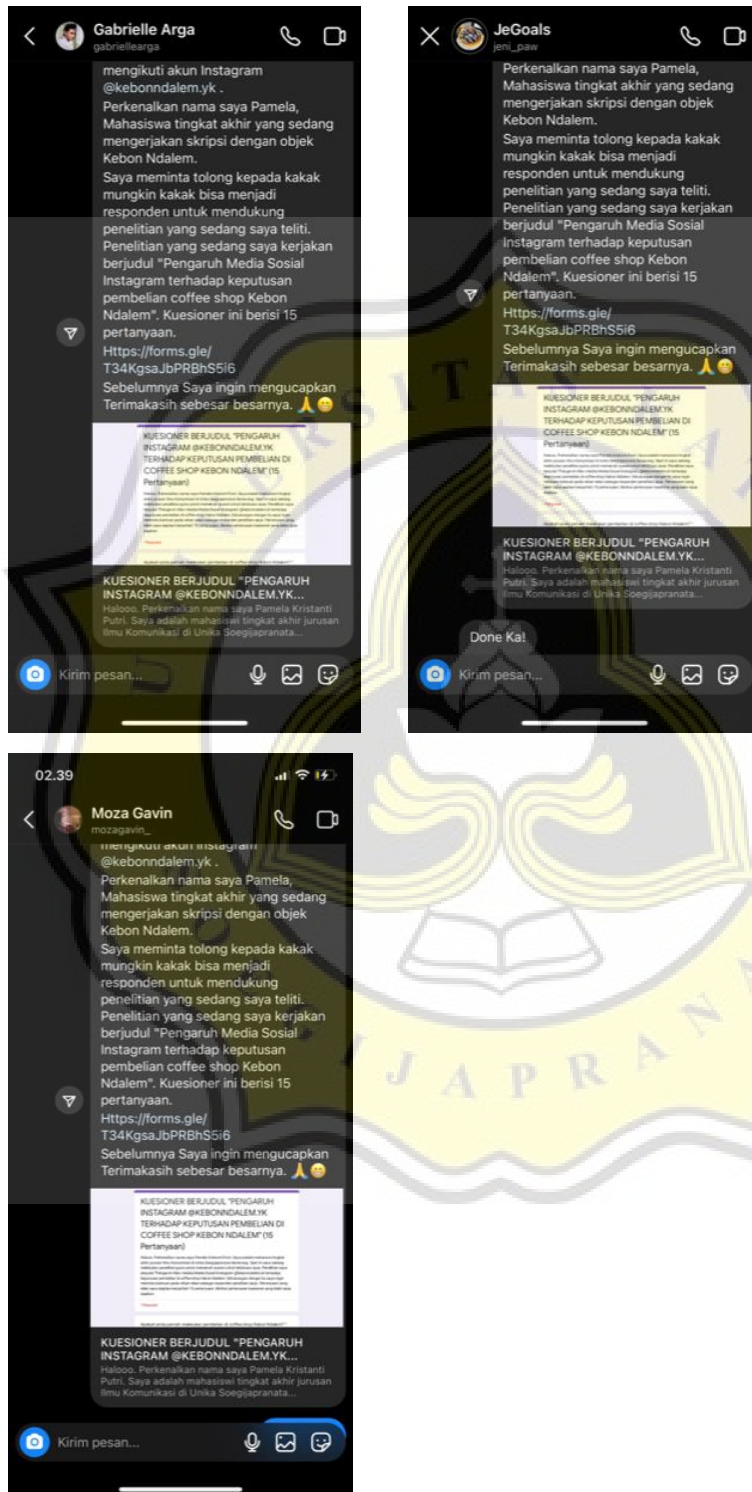 Gabrielle Arga
gabriellearga
mengikuti akun Instagram
@kebonndalem.yk .
Perkenalkan nama saya Pamela,
Mahasiswa tingkat akhir yang sedang
mengerjakan skripsi dengan objek
Kebon Ndalem.
Saya meminta tolong kepada kakak
mungkin kakak bisa menjadi
responden untuk mendukung
penelitian yang sedang saya teliti.
Penelitian yang sedang saya kerjakan
berjudul "Pengaruh Media Sosial
Instagram terhadap keputusan
pembelian coffee shop Kebon
Ndalem". Kuesioner ini berisi 15
pertanyaan.
Https://forms.gle/
T34KgsaJbPRBhS5i6
Sebelumnya Saya ingin mengucapkan
Terimakasih sebesar besarnya. 🙏😁
KUESIONER BERJUDUL "PENGARUH
INSTAGRAM @KEBONNDALEM.YK
TERHADAP KEPUTUSAN PEMBELIAN DI
COFFEE SHOP KEBON NDALEM" (15
Pertanyaan)
KUESIONER BERJUDUL "PENGARUH
INSTAGRAM @KEBONNDALEM.YK...
Halooo. Perkenalkan nama saya Pamela Kristanti
Putri. Saya adalah mahasiswi tingkat akhir jurusan
Ilmu Komunikasi di Unika Soegijapranata...
Kirim pesan...
JeGoals
jeni_paw
Perkenalkan nama saya Pamela,
Mahasiswa tingkat akhir yang sedang
mengerjakan skripsi dengan objek
Kebon Ndalem.
Saya meminta tolong kepada kakak
mungkin kakak bisa menjadi
responden untuk mendukung
penelitian yang sedang saya teliti.
Penelitian yang sedang saya kerjakan
berjudul "Pengaruh Media Sosial
Instagram terhadap keputusan
pembelian coffee shop Kebon
Ndalem". Kuesioner ini berisi 15
pertanyaan.
Https://forms.gle/
T34KgsaJbPRBhS5i6
Sebelumnya Saya ingin mengucapkan
Terimakasih sebesar besarnya. 🙏😁
KUESIONER BERJUDUL "PENGARUH
INSTAGRAM @KEBONNDALEM.YK
TERHADAP KEPUTUSAN PEMBELIAN DI
COFFEE SHOP KEBON NDALEM" (15
Pertanyaan)
KUESIONER BERJUDUL "PENGARUH
INSTAGRAM @KEBONNDALEM.YK...
Halooo. Perkenalkan nama saya Pamela Kristanti
Putri. Saya adalah mahasiswi tingkat akhir jurusan
Ilmu Komunikasi di Unika Soegijapranata...
Done Ka!
Kirim pesan...
02.39
Moza Gavin
mozagavin_
mengikuti akun Instagram
@kebonndalem.yk .
Perkenalkan nama saya Pamela,
Mahasiswa tingkat akhir yang sedang
mengerjakan skripsi dengan objek
Kebon Ndalem.
Saya meminta tolong kepada kakak
mungkin kakak bisa menjadi
responden untuk mendukung
penelitian yang sedang saya teliti.
Penelitian yang sedang saya kerjakan
berjudul "Pengaruh Media Sosial
Instagram terhadap keputusan
pembelian coffee shop Kebon
Ndalem". Kuesioner ini berisi 15
pertanyaan.
Https://forms.gle/
T34KgsaJbPRBhS5i6
Sebelumnya Saya ingin mengucapkan
Terimakasih sebesar besarnya. 🙏😁
KUESIONER BERJUDUL "PENGARUH
INSTAGRAM @KEBONNDALEM.YK
TERHADAP KEPUTUSAN PEMBELIAN DI
COFFEE SHOP KEBON NDALEM" (15
Pertanyaan)
KUESIONER BERJUDUL "PENGARUH
INSTAGRAM @KEBONNDALEM.YK...
Halooo. Perkenalkan nama saya Pamela Kristanti
Putri. Saya adalah mahasiswi tingkat akhir jurusan
Ilmu Komunikasi di Unika Soegijapranata...
Kirim pesan...